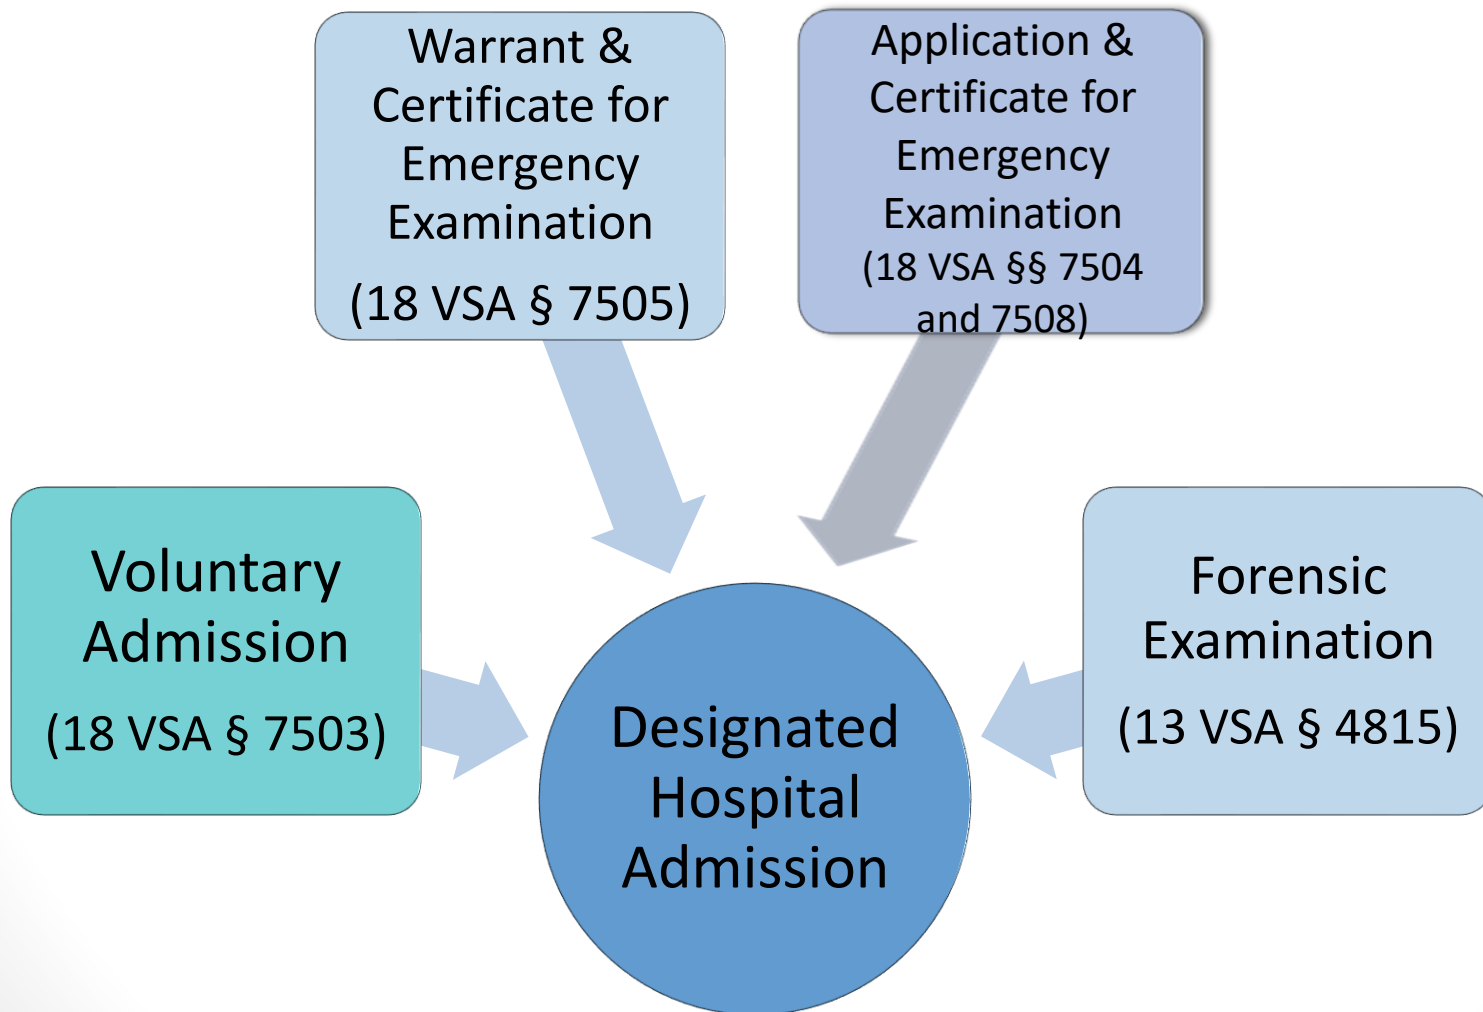 Warrant &
Certificate for
Emergency
Examination
(18 VSA § 7505)
Application &
Certificate for
Emergency
Examination
(18 VSA §§ 7504
and 7508)
Voluntary
Admission
(18 VSA § 7503)
Forensic
Examination
(13 VSA § 4815)
Designated
Hospital
Admission